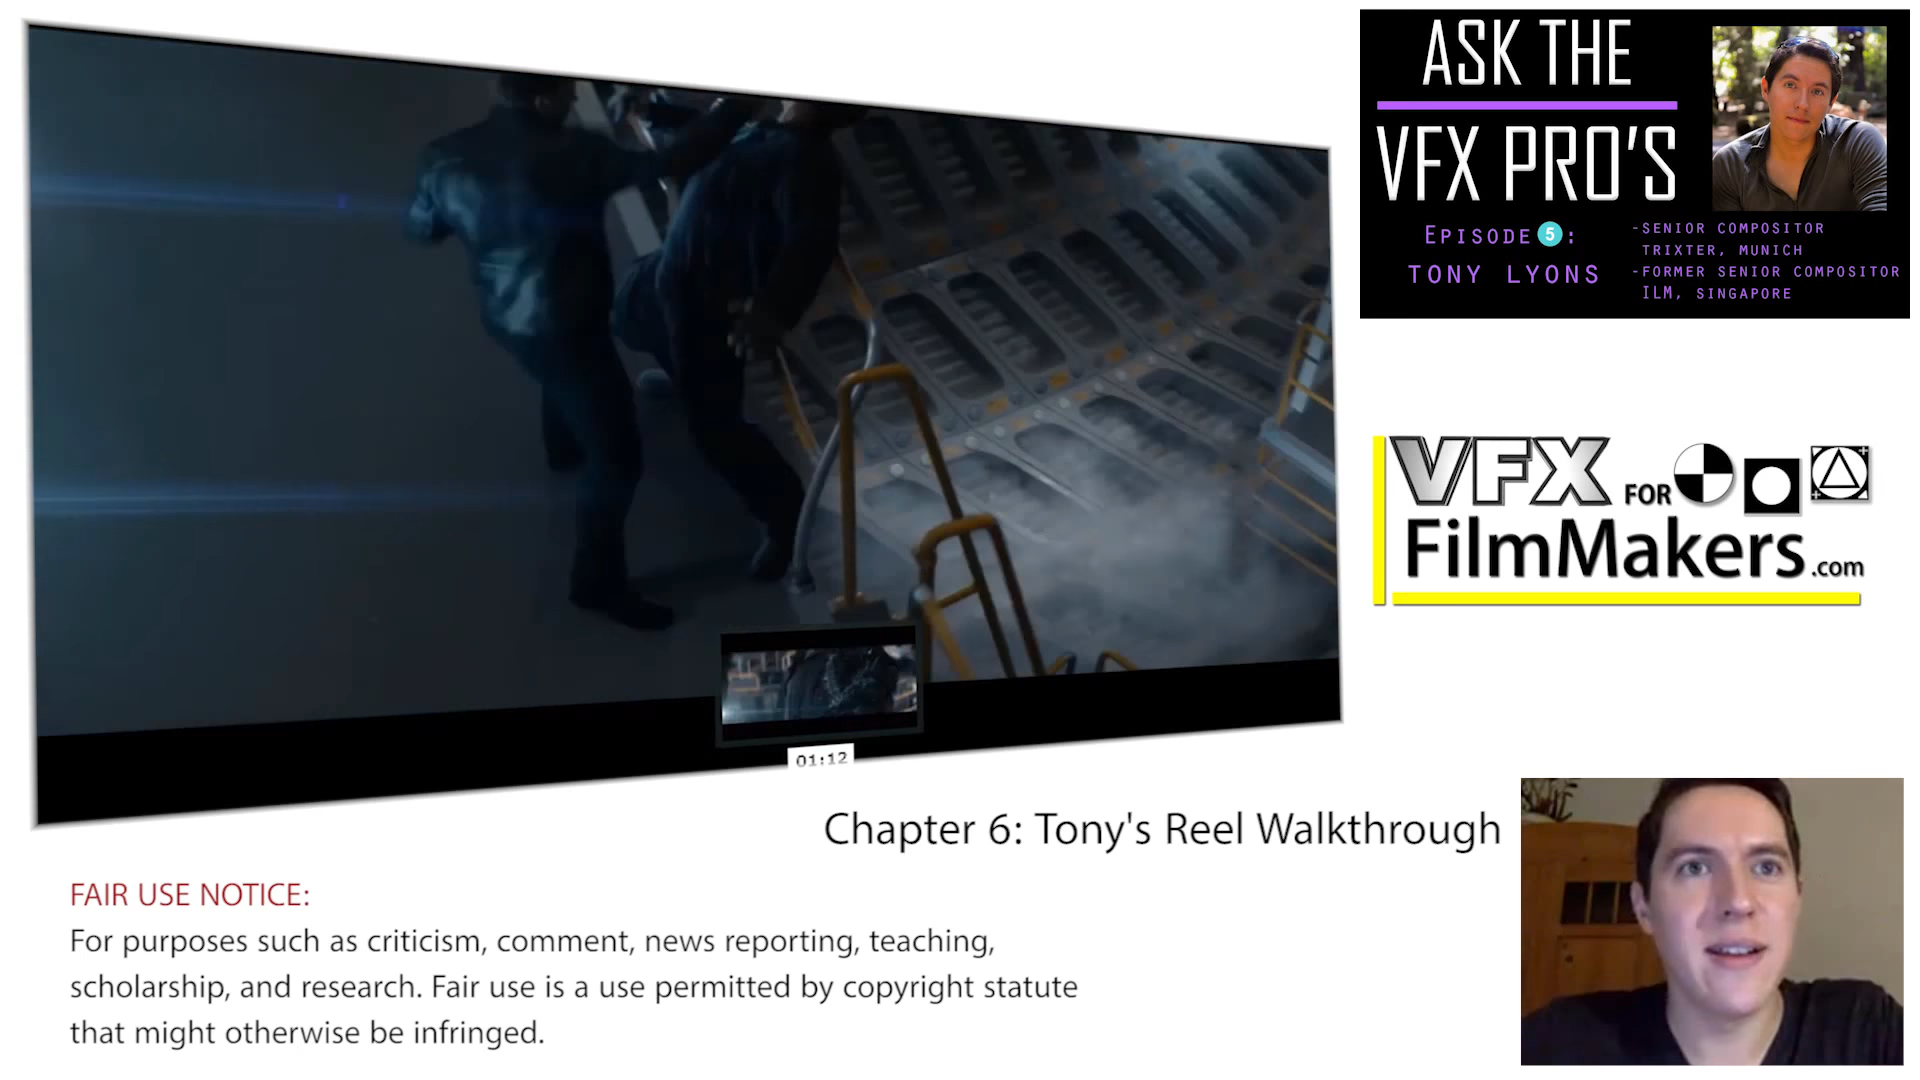 ASK THE
VFX PRO'S
EPISODE 5:
TONY LYONS
-SENIOR COMPOSITOR
TRIXTER, MUNICH
-FORMER SENIOR COMPOSITOR
ILM, SINGAPORE
VFX FOR
FilmMakers.com
01:12
Chapter 6: Tony's Reel Walkthrough
FAIR USE NOTICE:
For purposes such as criticism, comment, news reporting, teaching,
scholarship, and research. Fair use is a use permitted by copyright statute
that might otherwise be infringed.